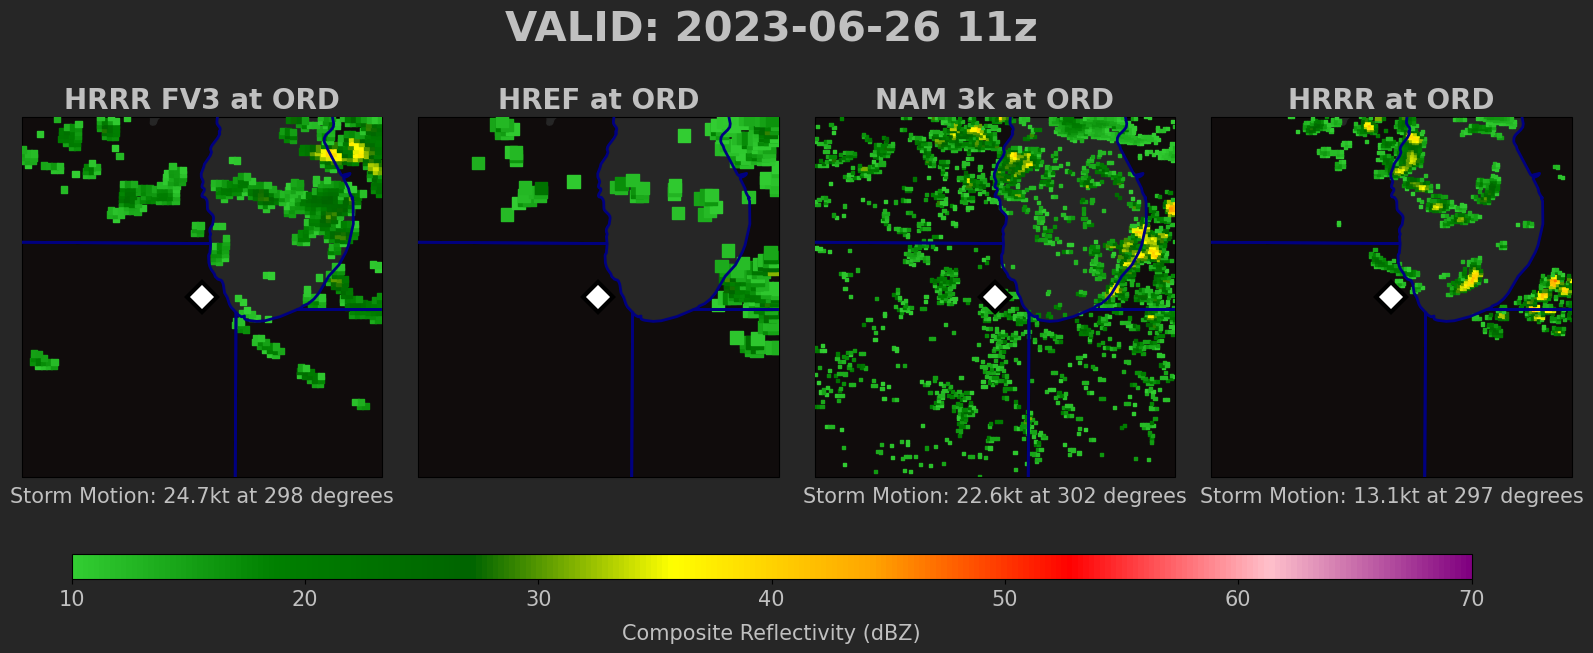 VALID: 2023-06-26 11z
HRRR FV3 at ORD
HREF at ORD
NAM 3k at ORD
HRRR at ORD
Storm Motion: 24.7kt at 298 degrees
Storm Motion: 22.6kt at 302 degrees
Storm Motion: 13.1kt at 297 degrees
10 20 30 40 50 60 70
Composite Reflectivity (dBZ)